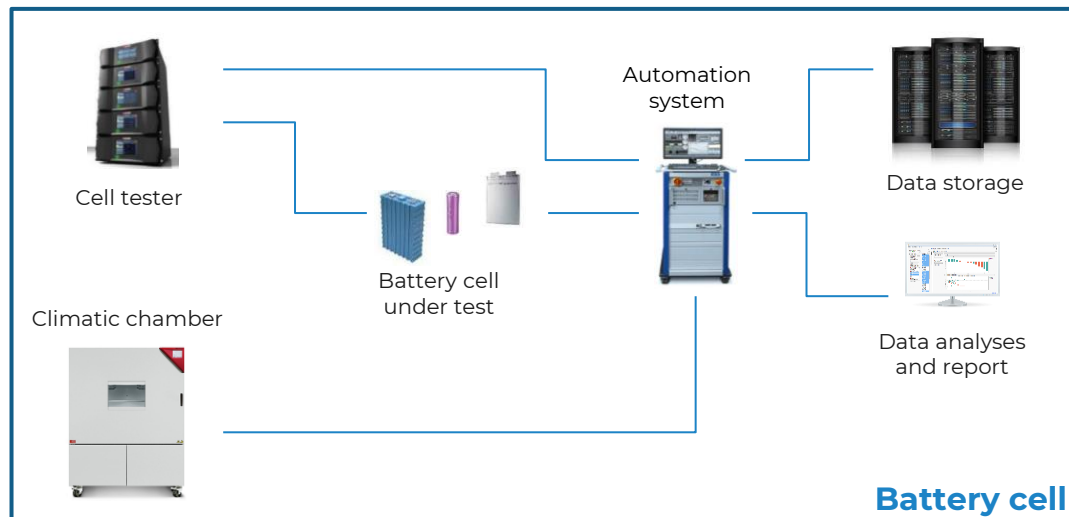 Automation
system
Cell tester
Data storage
Battery cell
under test
Climatic chamber
Data analyses
and report
Battery cell